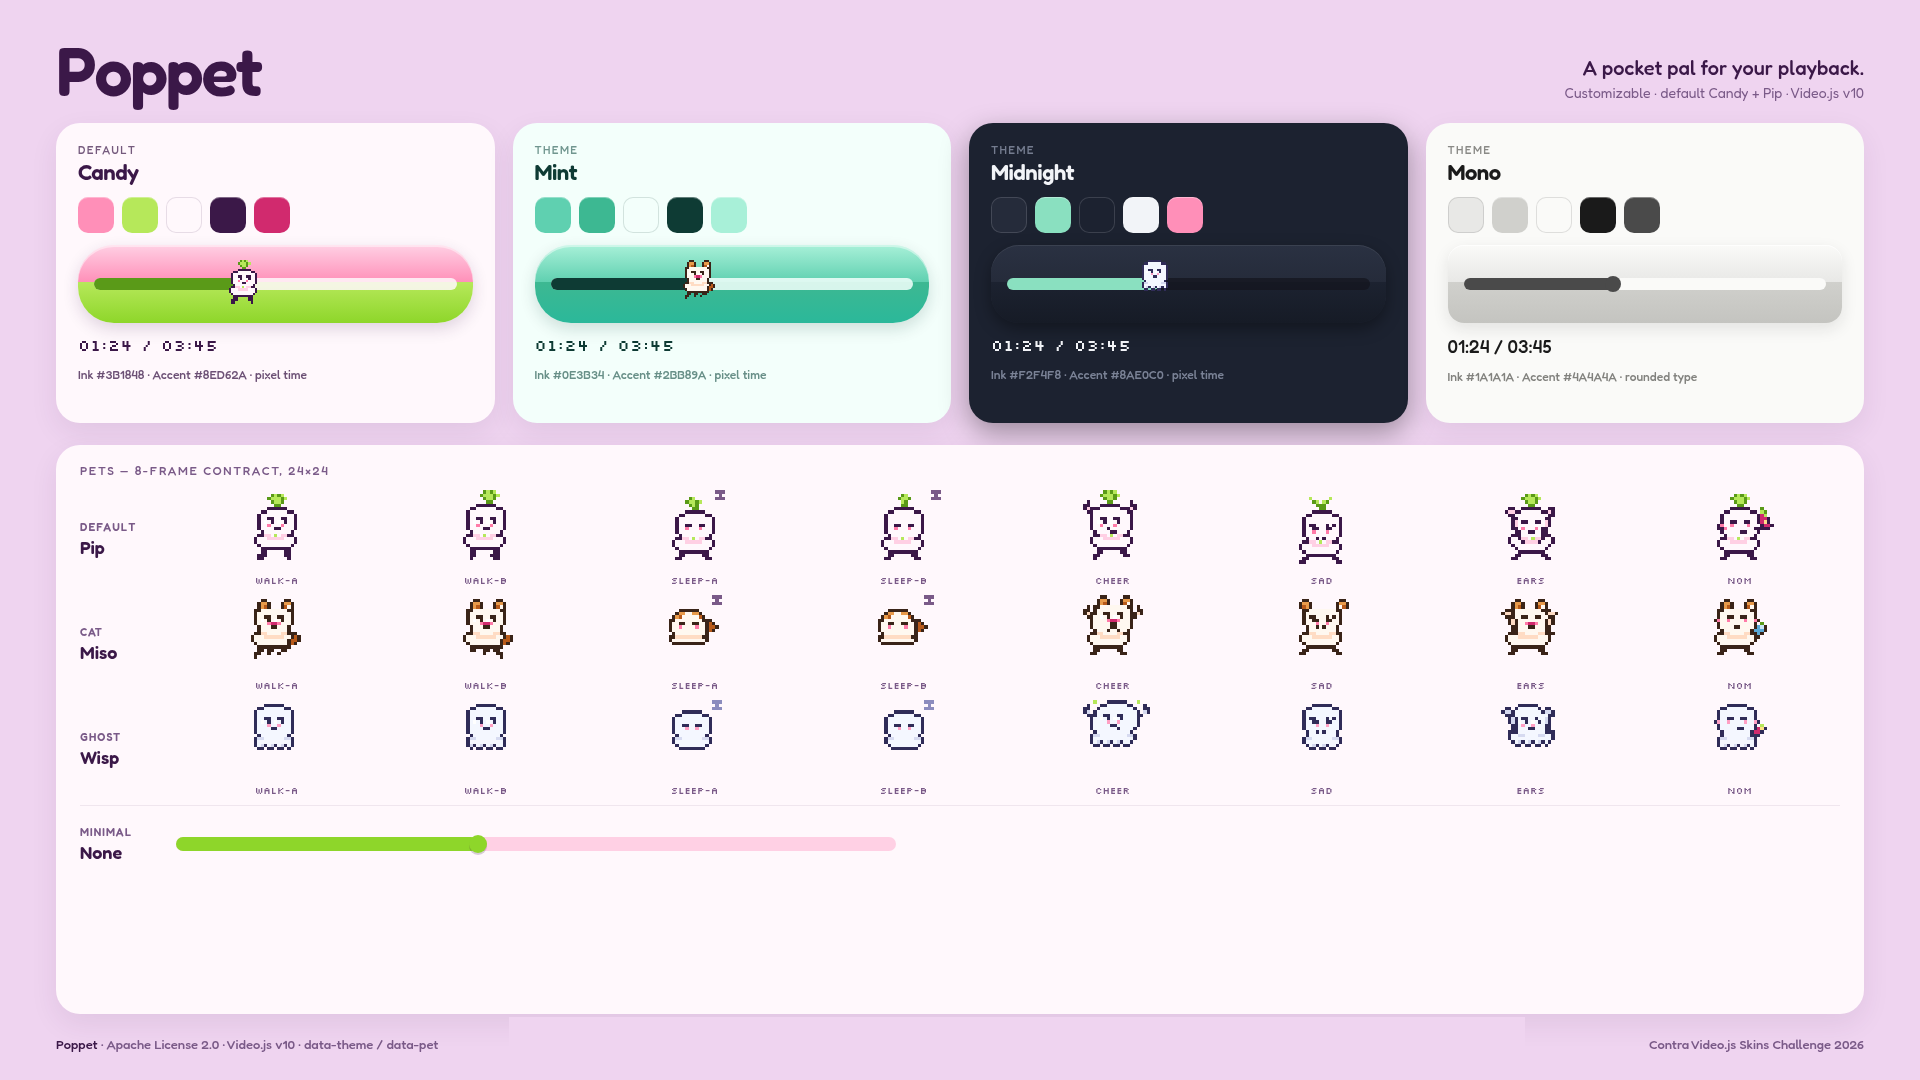 Poppet
A pocket pal for your playback.
Customizable · default Candy + Pip · Video.js v10
DEFAULT
Candy
01:24 / 03:45
Ink #3B1848 · Accent #8ED62A · pixel time
THEME
Mint
01:24 / 03:45
Ink #0E3B34 · Accent #2BB89A · pixel time
THEME
Midnight
01:24 / 03:45
Ink #F2F4F8 · Accent #8AE0C0 · pixel time
THEME
Mono
01:24 / 03:45
Ink #1A1A1A · Accent #4A4A4A · rounded type
PETS — 8-FRAME CONTRACT, 24×24
DEFAULT
Pip
WALK-A WALK-B SLEEP-A SLEEP-B CHEER SAD EARS NOM
CAT
Miso
WALK-A WALK-B SLEEP-A SLEEP-B CHEER SAD EARS NOM
GHOST
Wisp
WALK-A WALK-B SLEEP-A SLEEP-B CHEER SAD EARS NOM
MINIMAL
None
Poppet · Apache License 2.0 · Video.js v10 · data-theme / data-pet
Contra Video.js Skins Challenge 2026